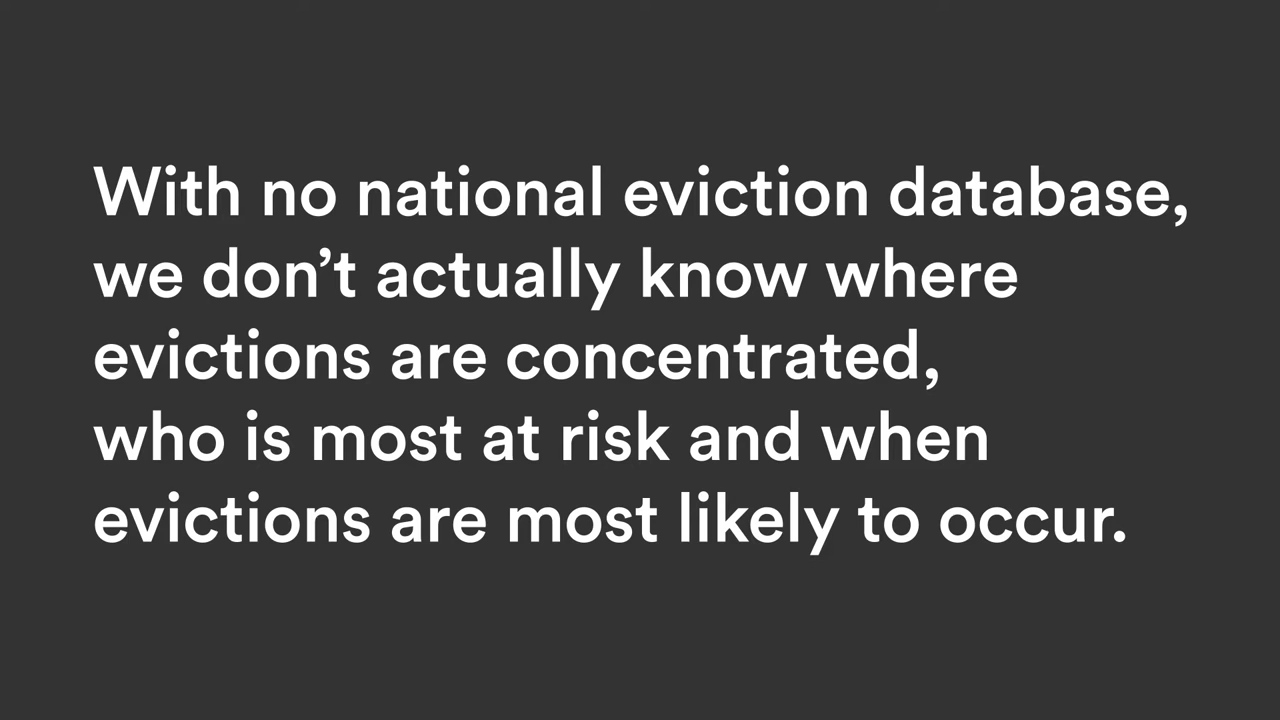 With no national eviction database,
we don’t actually know where
evictions are concentrated,
who is most at risk and when
evictions are most likely to occur.